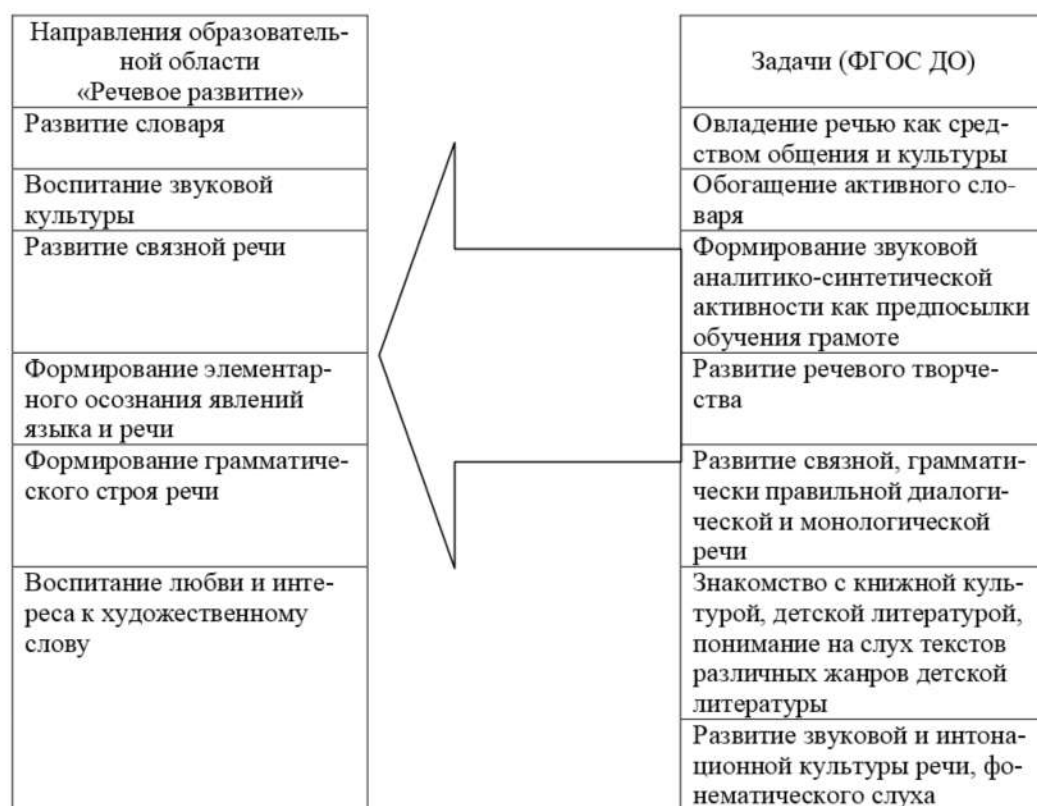 Направления образователь-
ной области
«Речевое развитие»
Развитие словаря
Воспитание звуковой
культуры
Развитие связной речи
Формирование элементар-
ного осознания явлений
языка и речи
Формирование грамматиче-
ского строя речи
Воспитание любви и инте-
реса к художественному
слову
Задачи (ФГОС ДО)
Овладение речью как сред-
ством общения и культуры
Обогащение активного сло-
варя
Формирование звуковой
аналитико-синтетической
активности как предпосылки
обучения грамоте
Развитие речевого творче-
ства
Развитие связной, граммати-
чески правильной диалоги-
ческой и монологической
речи
Знакомство с книжной куль-
турой, детской литературой,
понимание на слух текстов
различных жанров детской
литературы
Развитие звуковой и интона-
ционной культуры речи, фо-
нематического слуха